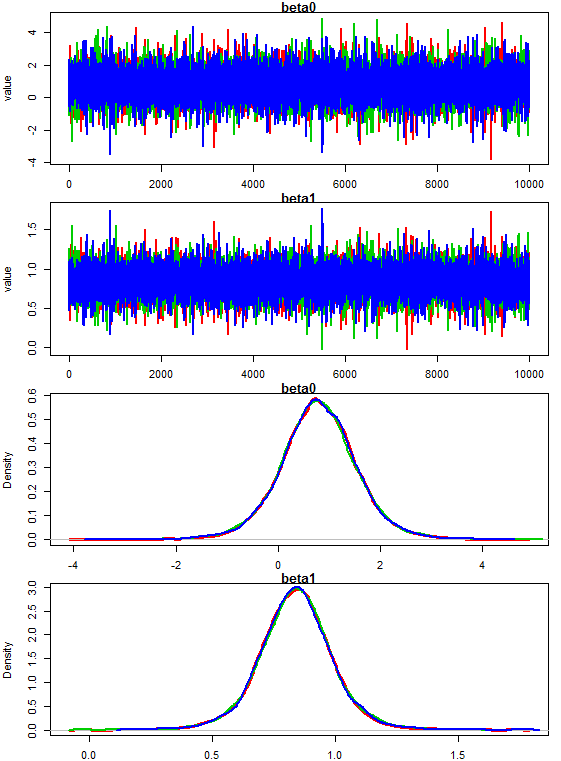 beta0
value
-4 -2 0 2 4
0 2000 4000 6000 8000 10000
beta1
value
0.0 0.5 1.0 1.5
0 2000 4000 6000 8000 10000
beta0
Density
0.0 0.1 0.2 0.3 0.4 0.5 0.6
-4 -2 0 2 4
beta1
Density
0.0 0.5 1.0 1.5 2.0 2.5 3.0
0.0 0.5 1.0 1.5